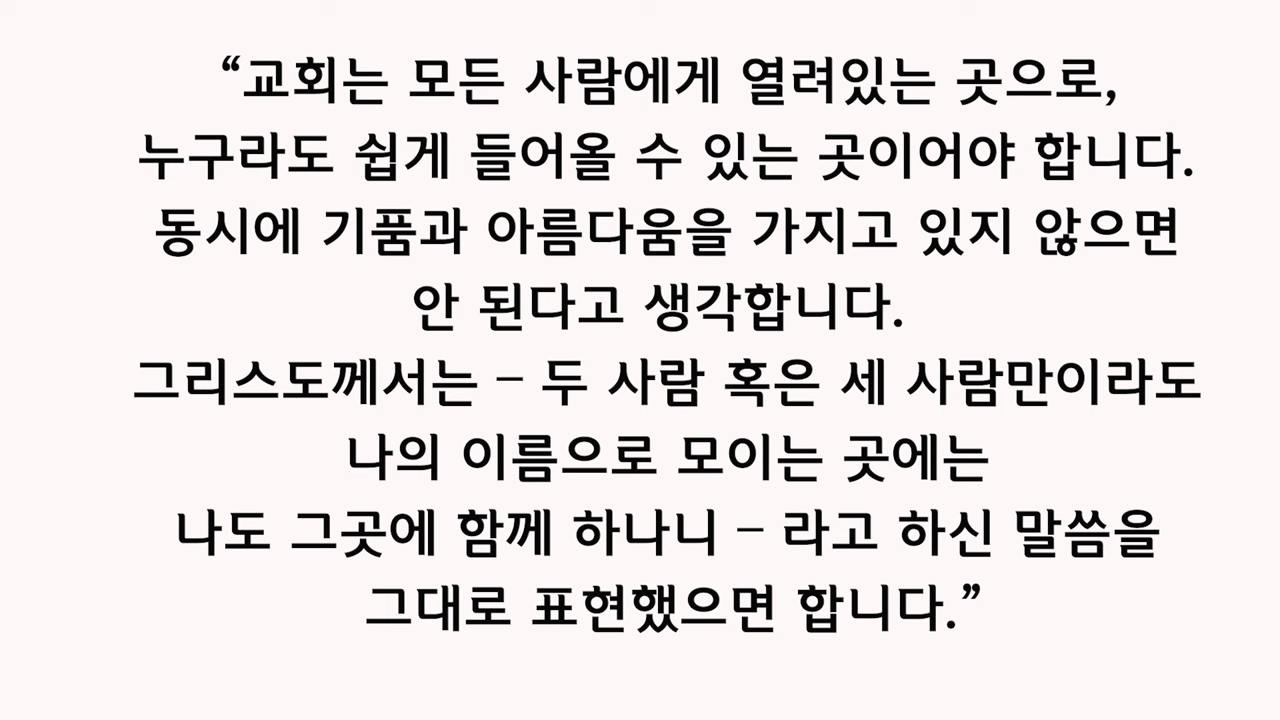 “교회는 모든 사람에게 열려있는 곳으로,
누구라도 쉽게 들어올 수 있는 곳이어야 합니다.
동시에 기품과 아름다움을 가지고 있지 않으면
안 된다고 생각합니다.
그리스도께서는 – 두 사람 혹은 세 사람만이라도
나의 이름으로 모이는 곳에는
나도 그곳에 함께 하나니 – 라고 하신 말씀을
그대로 표현했으면 합니다.”